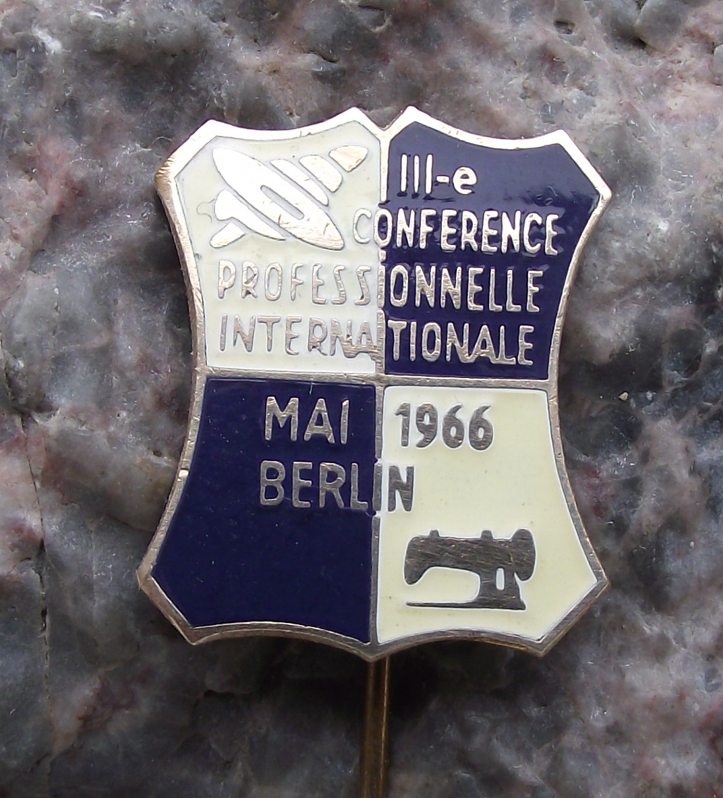 III-e
CONFERENCE
PROFESSIONNELLE
INTERNATIONALE
MAI 1966
BERLIN